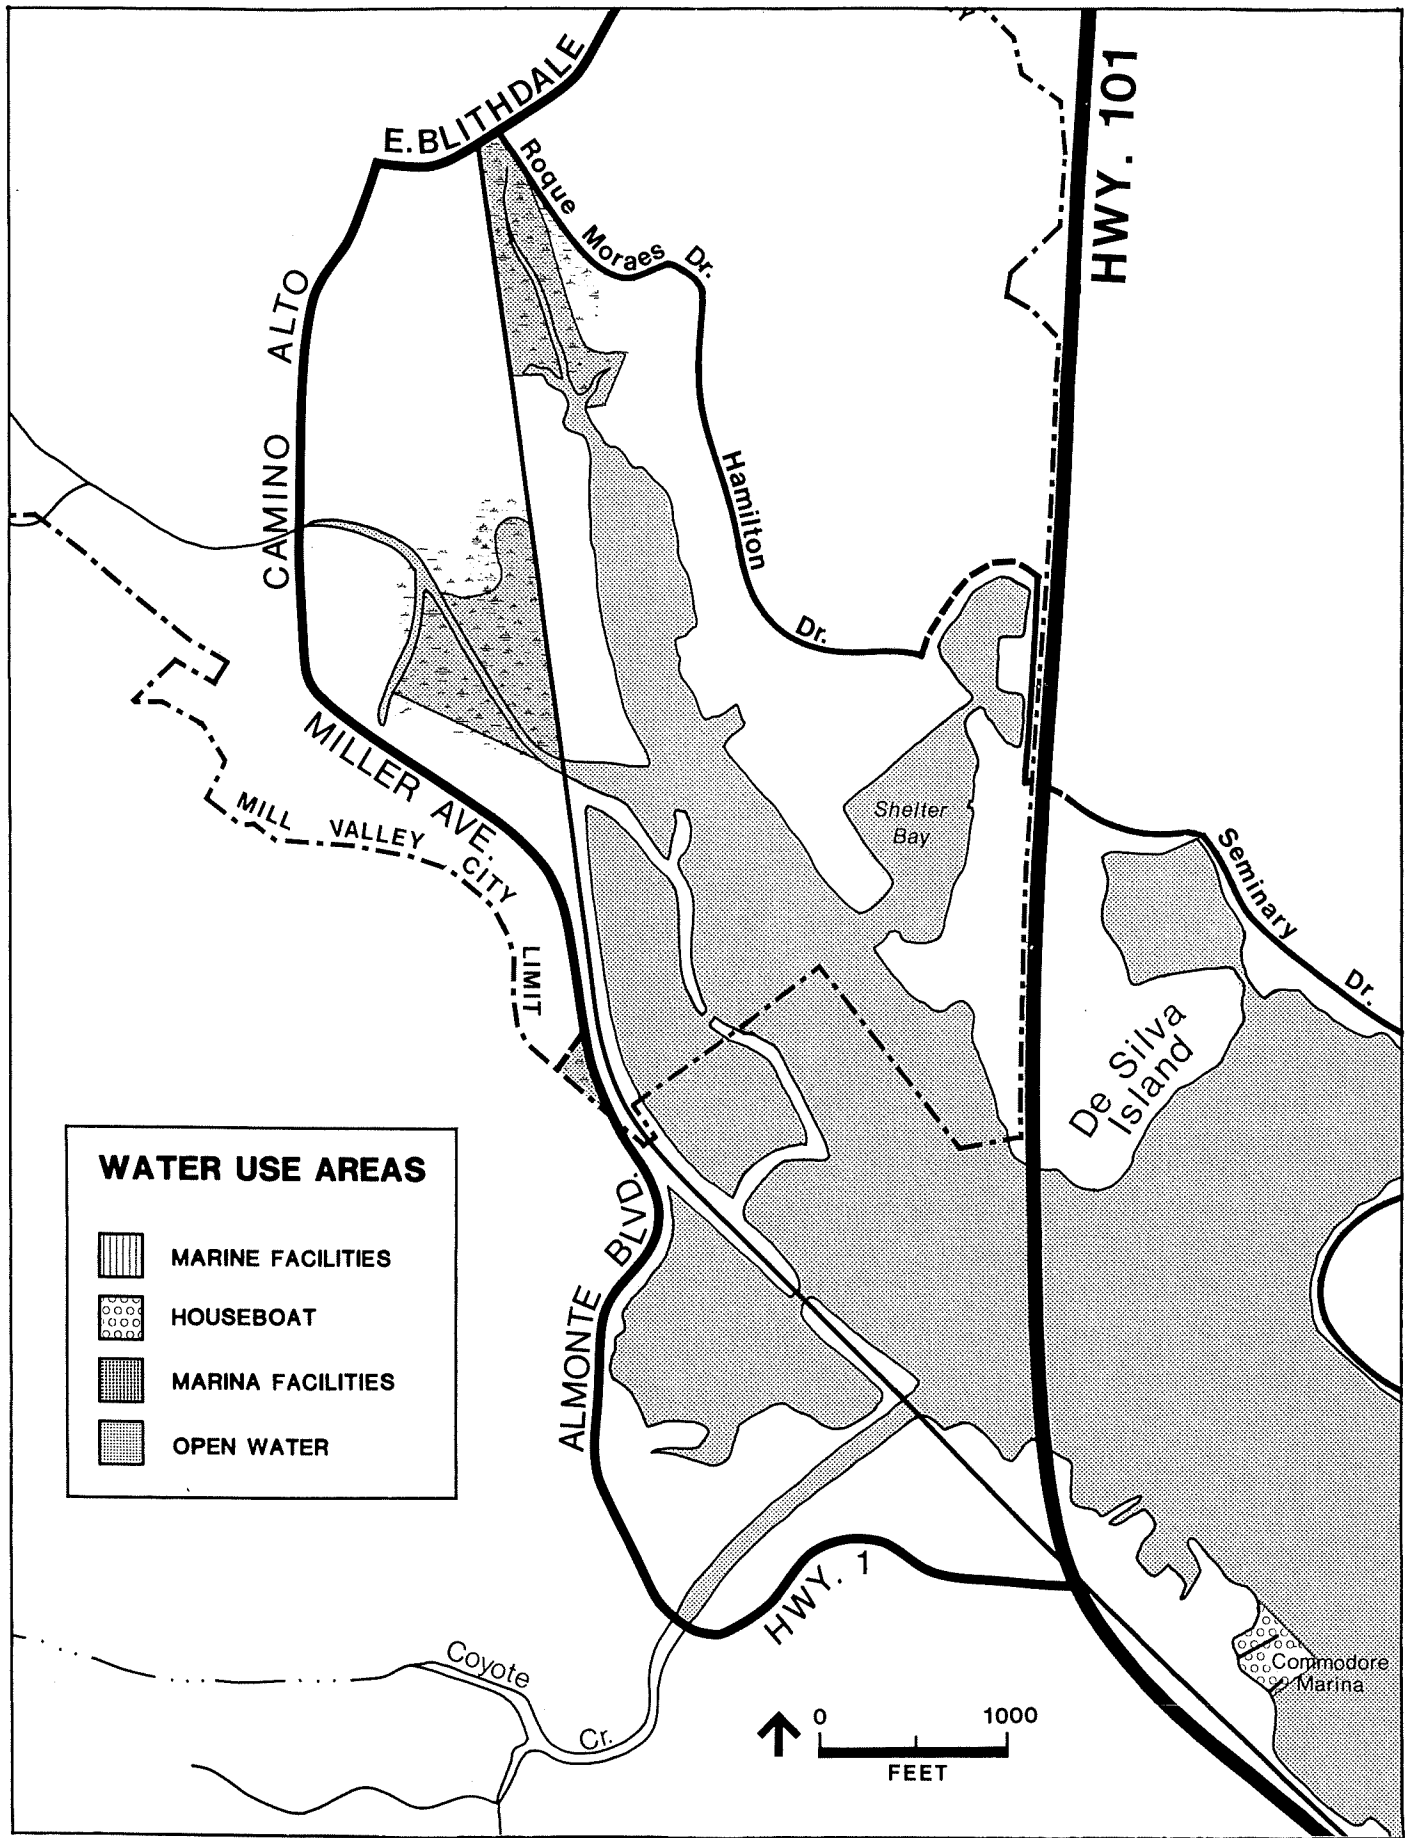 E. BLITHDALE
HWY. 101
Roque Moraes Dr.
CAMINO ALTO
Hamilton
Dr.
MILLER AVE.
MILL VALLEY CITY LIMIT
Shelter
Bay
Seminary Dr.
De Silva
Island
WATER USE AREAS
MARINE FACILITIES
HOUSEBOAT
MARINA FACILITIES
OPEN WATER
ALMONTE BLVD.
HWY. 1
Coyote Cr.
Commodore
Marina
0 1000
FEET